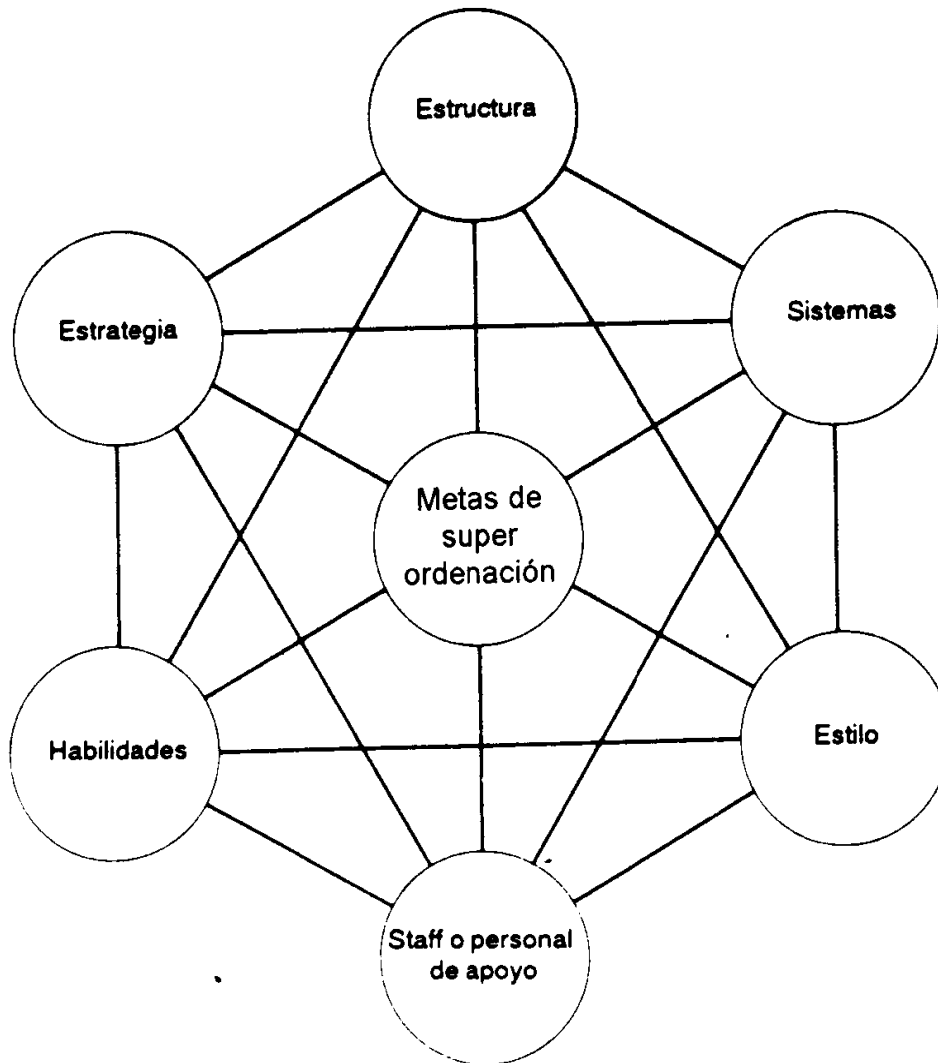 Estructura
Estrategia
Sistemas
Metas de
super
ordenación
Habilidades
Estilo
Staff o personal
de apoyo